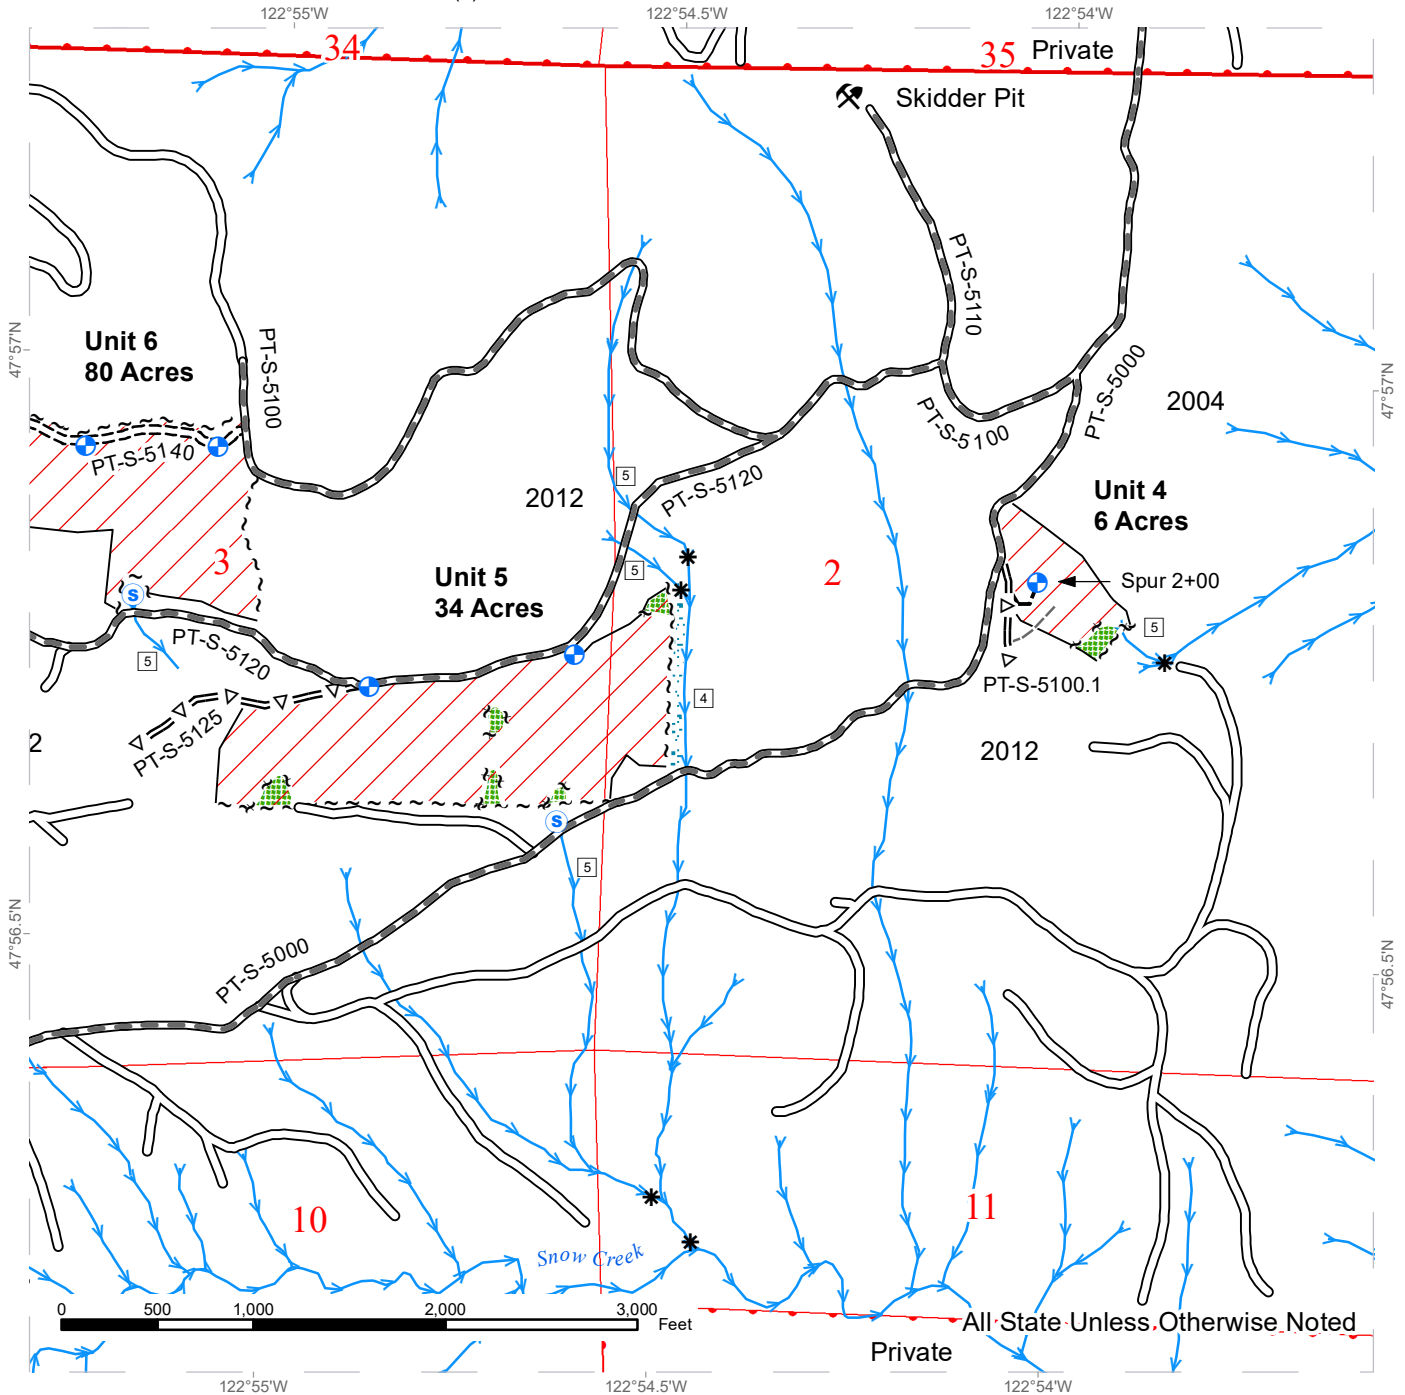 122°55'W
122°54.5'W
122°54'W
34
35
Private
Skidder Pit
PT-S-5110
47°57'N
Unit 6
80 Acres
PT-S-5100
47°57'N
PT-S-5000
PT-S-5100
2004
PT-S-5140
5
PT-S-5120
2012
Unit 4
6 Acres
3
5
Unit 5
34 Acres
2
Spur 2+00
S
5
PT-S-5120
5
PT-S-5100.1
4
PT-S-5125
2
2012
S
5
47°56.5'N
47°56.5'N
PT-S-5000
10
11
Snow Creek
0
500
1,000
2,000
3,000
Feet
All State Unless Otherwise Noted
Private
122°55'W
122°54.5'W
122°54'W